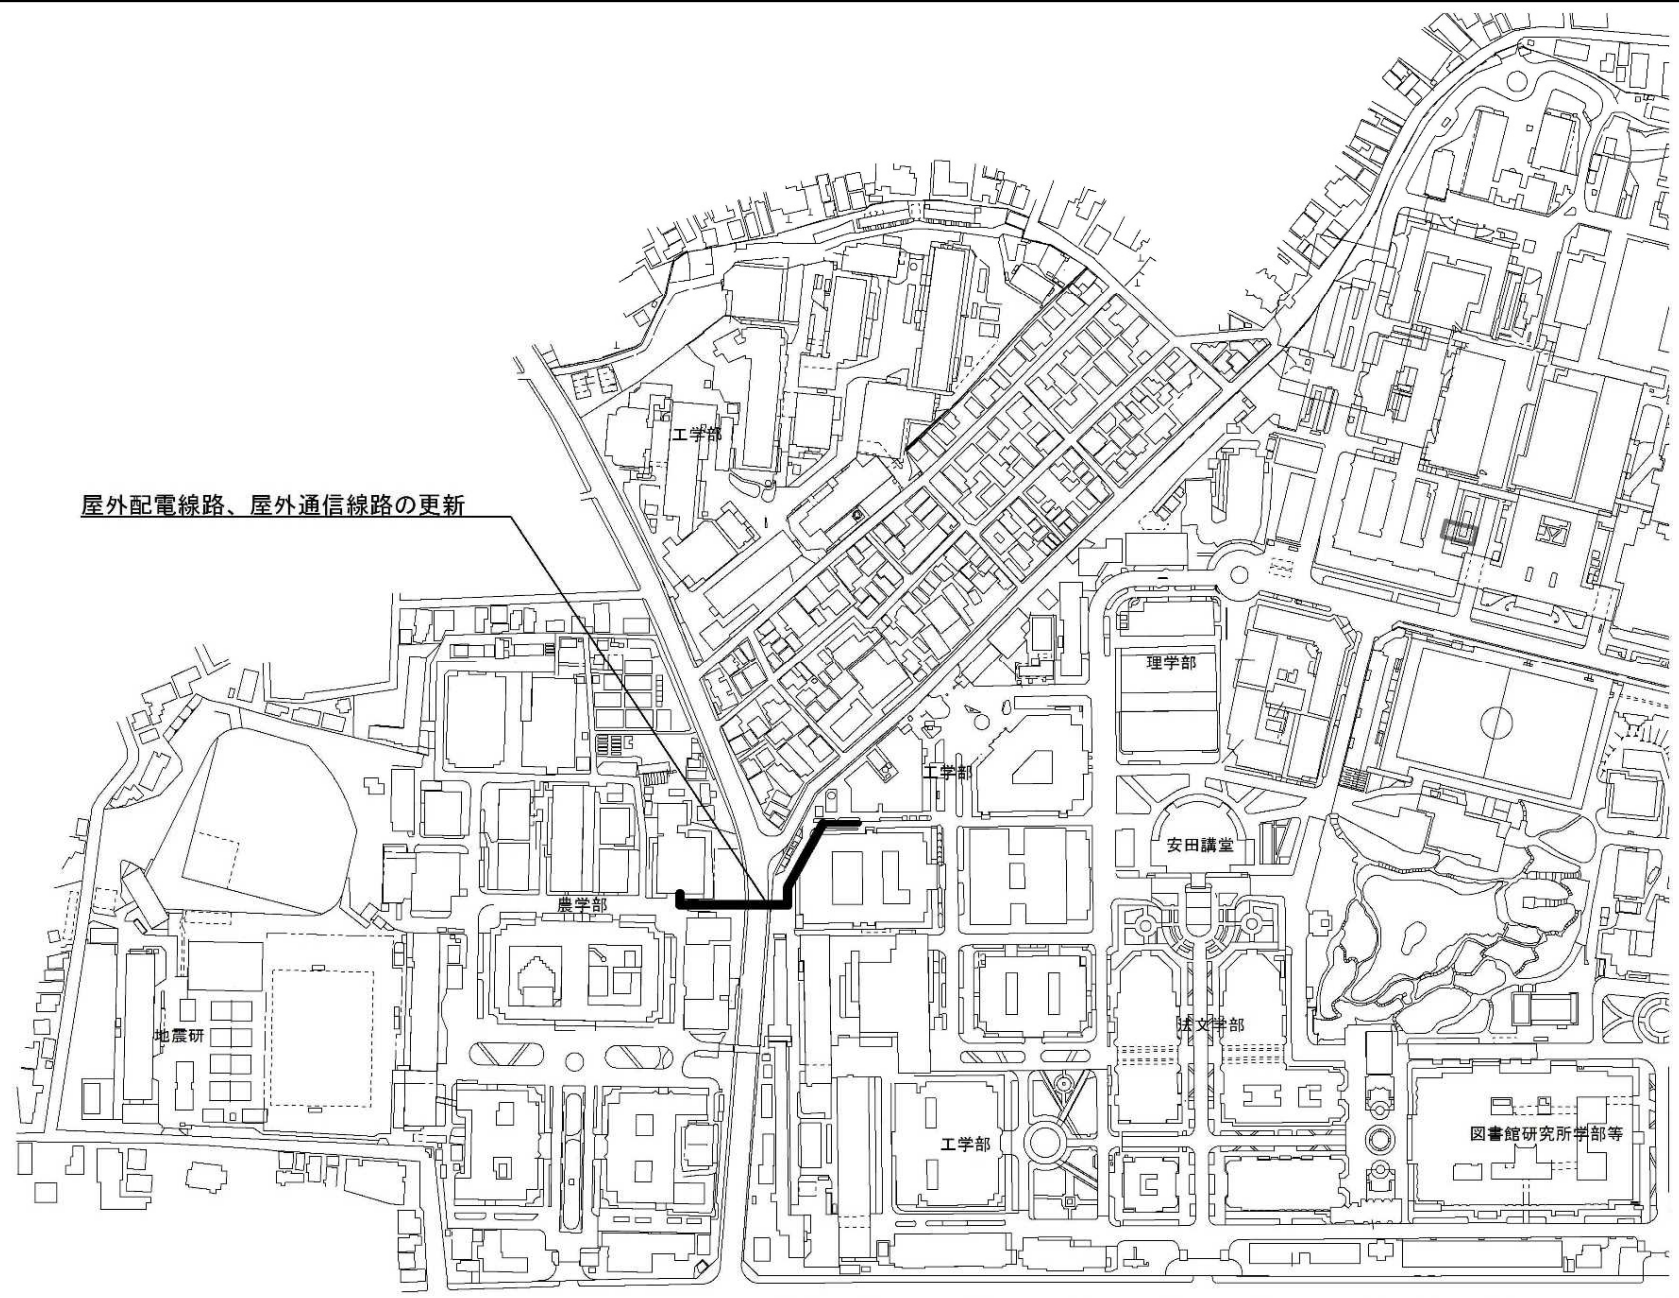 工学部
屋外配電線路、屋外通信線路の更新
理学部
工学部
安田講堂
農学部
法文学部
地震研
工学部
図書館研究所学部等